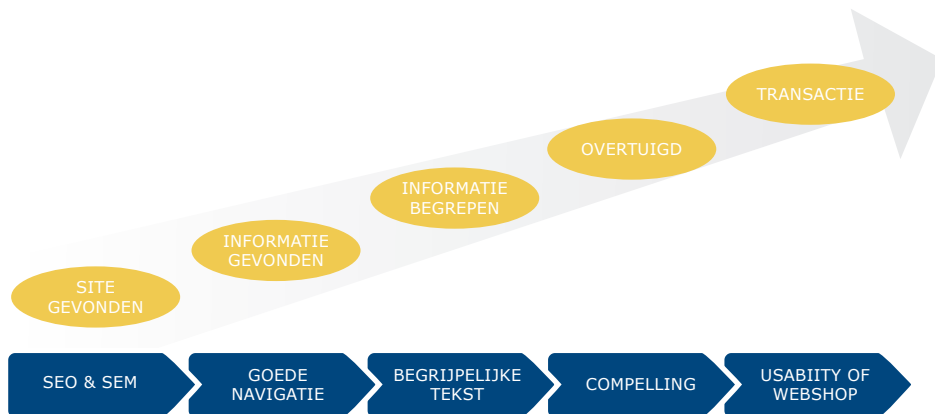 TRANSACTIE
OVERTUIGD
INFORMATIE
BEGREPEN
INFORMATIE
GEVONDEN
SITE
GEVONDEN
SEO & SEM
GOEDE
NAVIGATIE
BEGRIJPELIJKE
TEKST
COMPELLING
USABIITY OF
WEBSHOP